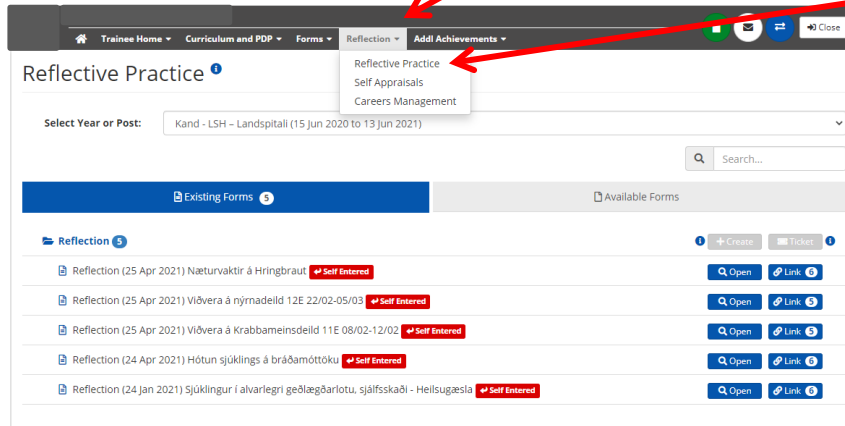 Trainee Home Curriculum and PDP Forms Reflection Addl Achievements Close
Reflective Practice
Self Appraisals
Careers Management
Reflective Practice
Select Year or Post: Kand - LSH – Landspitali (15 Jun 2020 to 13 Jun 2021)
Search...
Existing Forms 5 Available Forms
Reflection 5 + Create Ticket
Reflection (25 Apr 2021) Næturvaktir á Hringbraut Self Entered Open Link 6
Reflection (25 Apr 2021) Viðvera á nýrnadeild 12E 22/02-05/03 Self Entered Open Link 5
Reflection (25 Apr 2021) Viðvera á Krabbameinsdeild 11E 08/02-12/02 Self Entered Open Link 5
Reflection (24 Apr 2021) Hótun sjúklings á bráðamóttöku Self Entered Open Link 6
Reflection (24 Jan 2021) Sjúklingur í alvarlegri geðlægðarlotu, sjálfsskaði - Heilsugæsla Self Entered Open Link 6